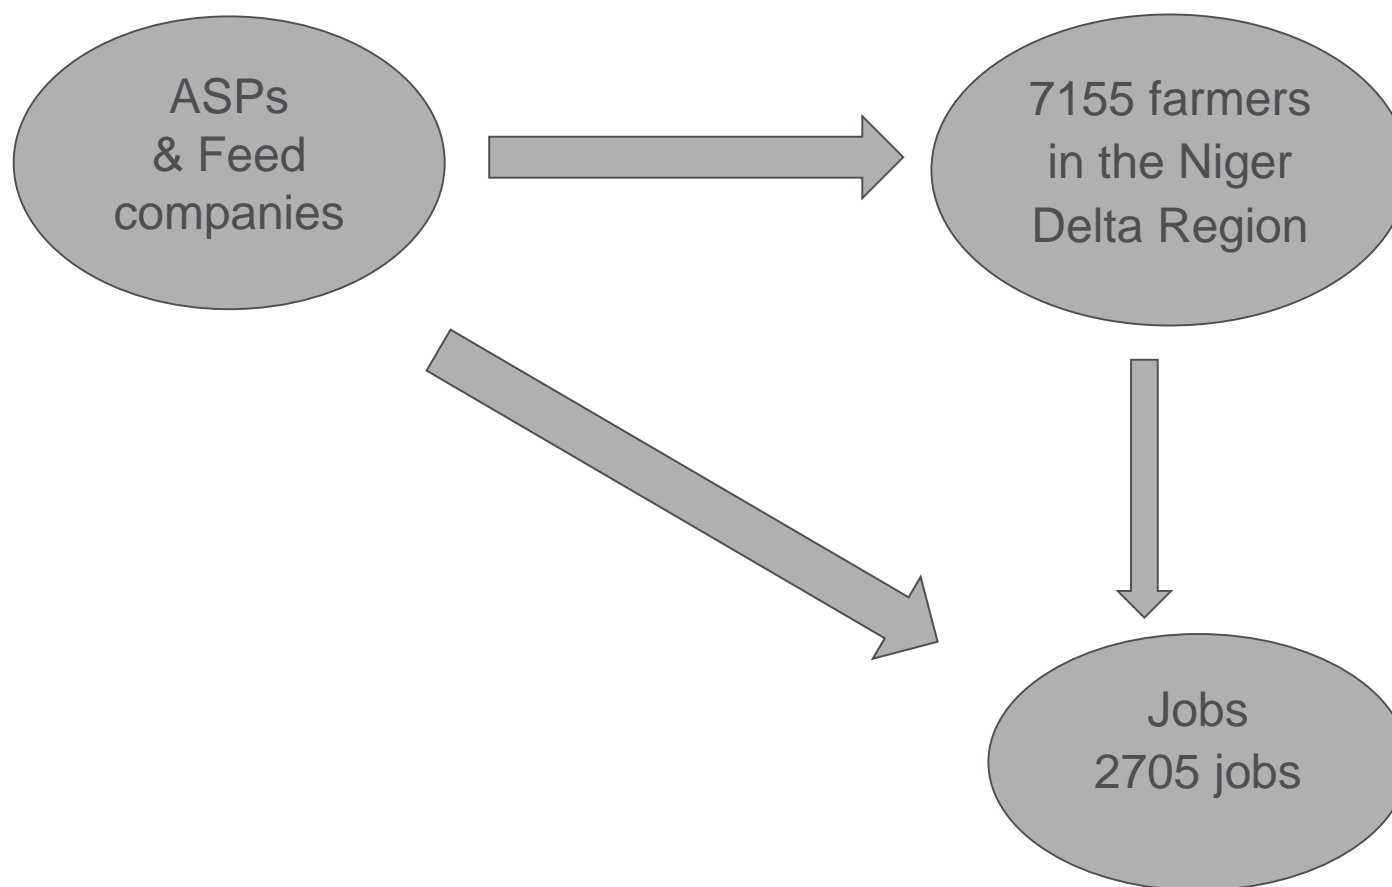 ASPs
& Feed
companies
7155 farmers
in the Niger
Delta Region
Jobs
2705 jobs